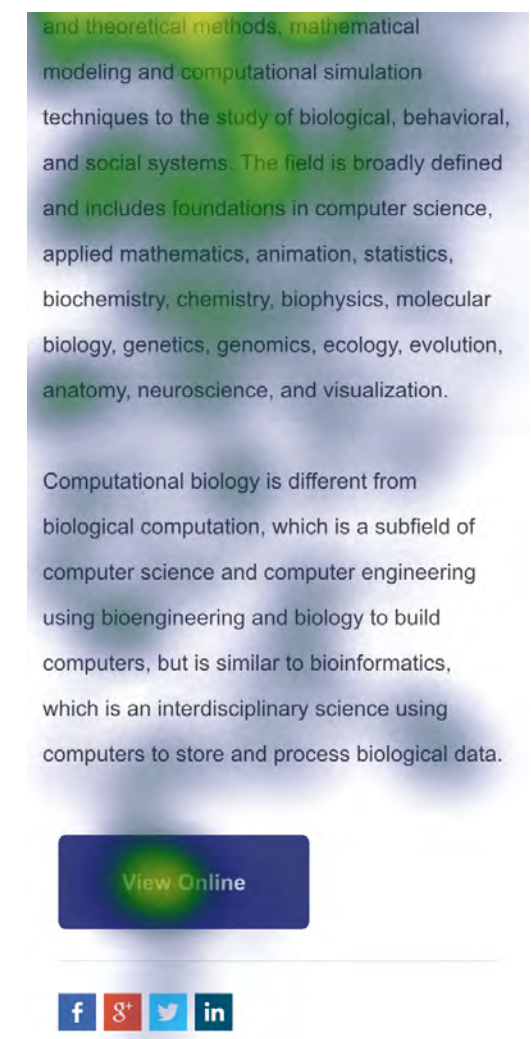 and theoretical methods, mathematical
modeling and computational simulation
techniques to the study of biological, behavioral,
and social systems. The field is broadly defined
and includes foundations in computer science,
applied mathematics, animation, statistics,
biochemistry, chemistry, biophysics, molecular
biology, genetics, genomics, ecology, evolution,
anatomy, neuroscience, and visualization.
Computational biology is different from
biological computation, which is a subfield of
computer science and computer engineering
using bioengineering and biology to build
computers, but is similar to bioinformatics,
which is an interdisciplinary science using
computers to store and process biological data.
View Online
f g+ in